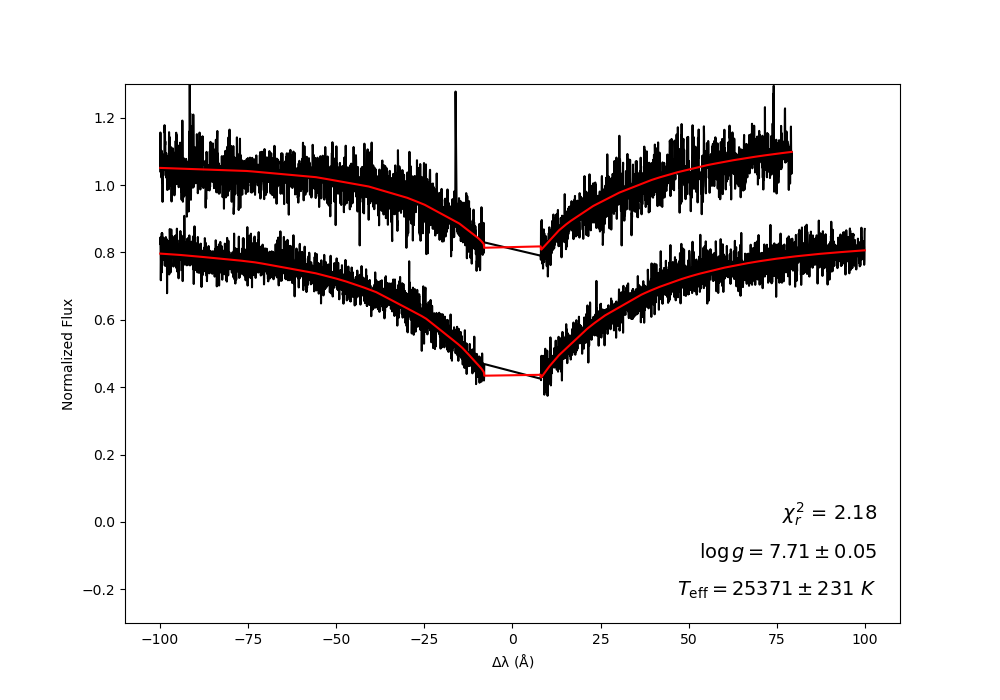 1.2
1.0
0.8
0.6
0.4
0.2
0.0
−0.2
Normalized Flux
χ²ᵣ = 2.18
log g = 7.71 ± 0.05
T_eff = 25371 ± 231 K
−100 −75 −50 −25 0 25 50 75 100
Δλ (Å)